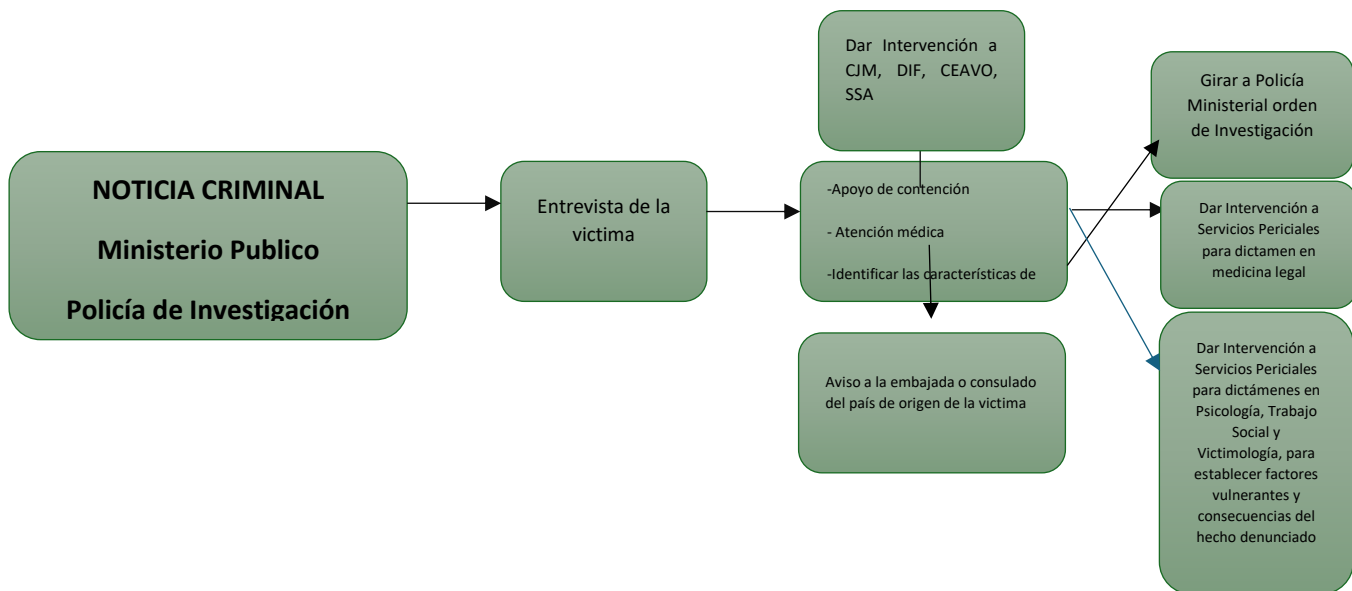 NOTICIA CRIMINAL
Ministerio Publico
Policía de Investigación
Entrevista de la
victima
Dar Intervención a
CJM, DIF, CEAVO,
SSA
-Apoyo de contención
- Atención médica
-Identificar las características de
Aviso a la embajada o consulado
del país de origen de la victima
Girar a Policía
Ministerial orden
de Investigación
Dar Intervención a
Servicios Periciales
para dictamen en
medicina legal
Dar Intervención a
Servicios Periciales
para dictámenes en
Psicología, Trabajo
Social y
Victimología, para
establecer factores
vulnerantes y
consecuencias del
hecho denunciado